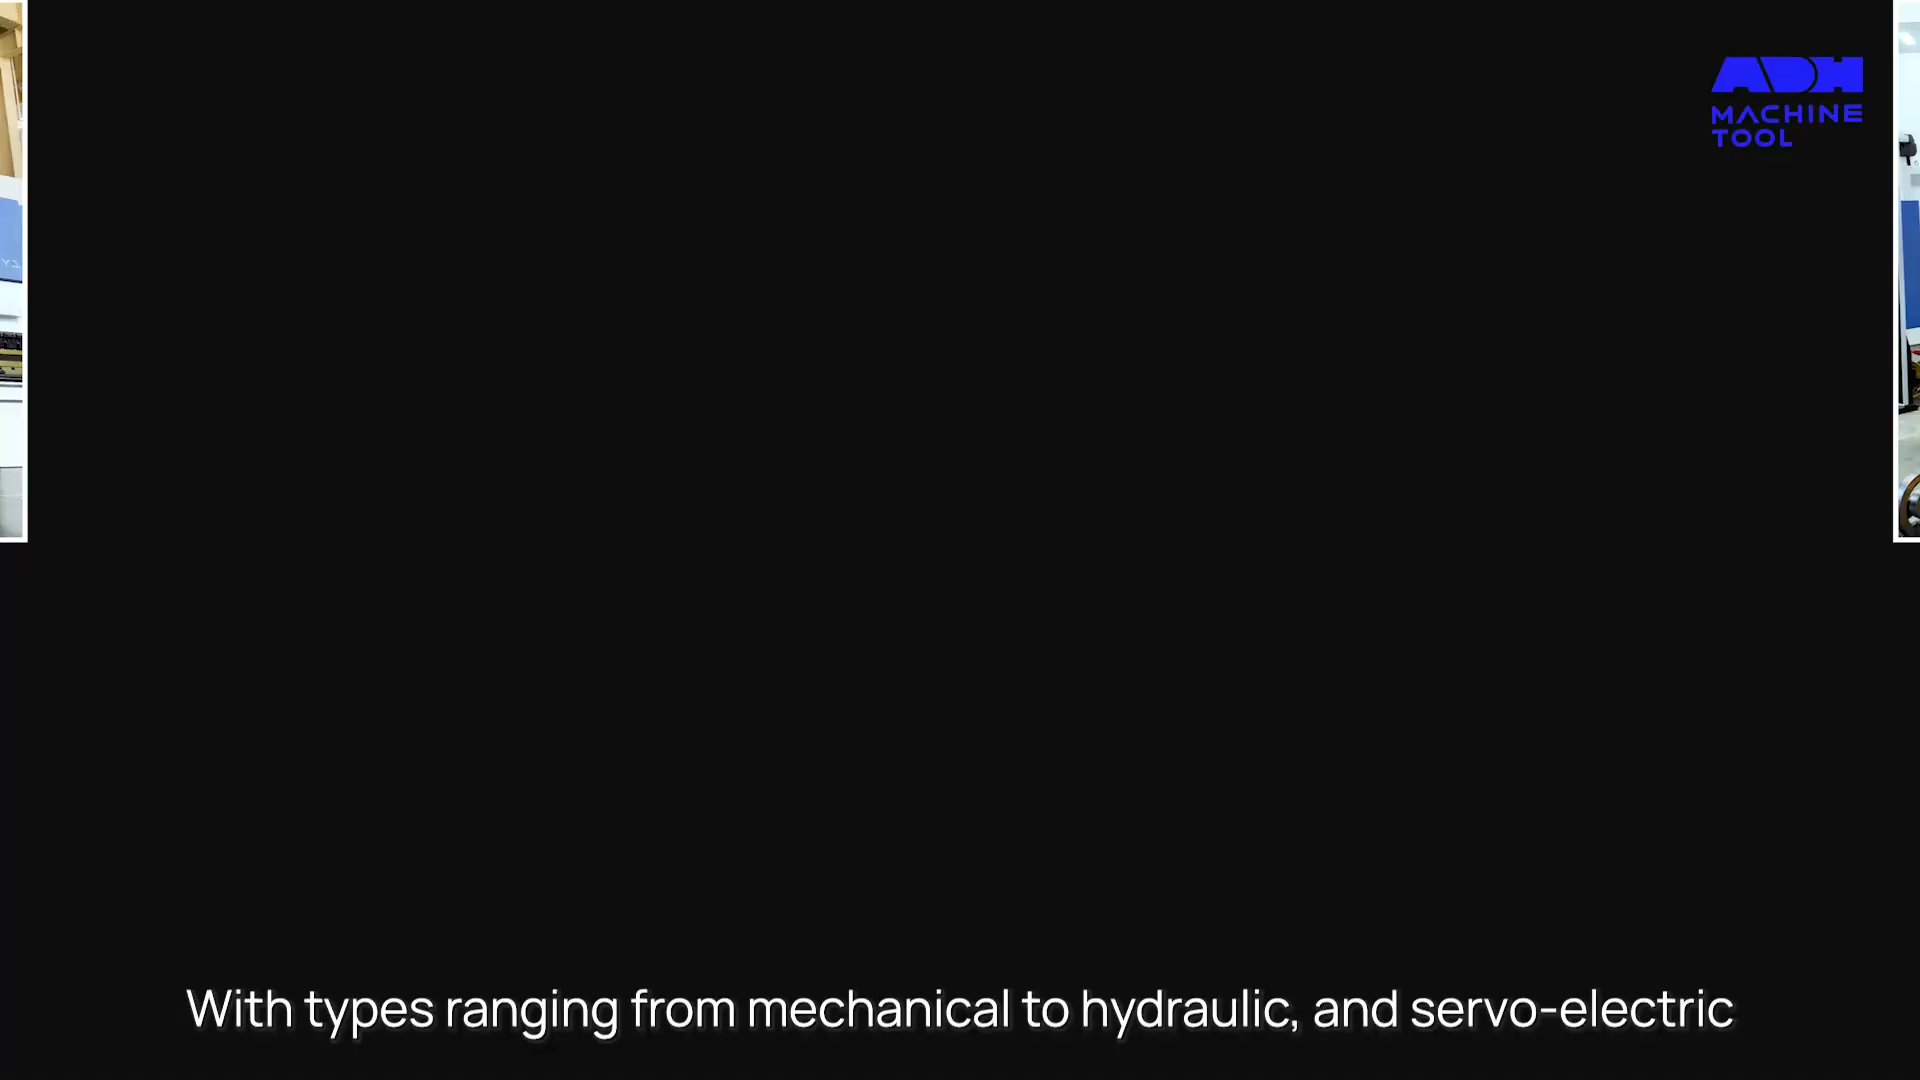 ADH
MACHINE
TOOL
With types ranging from mechanical to hydraulic, and servo-electric